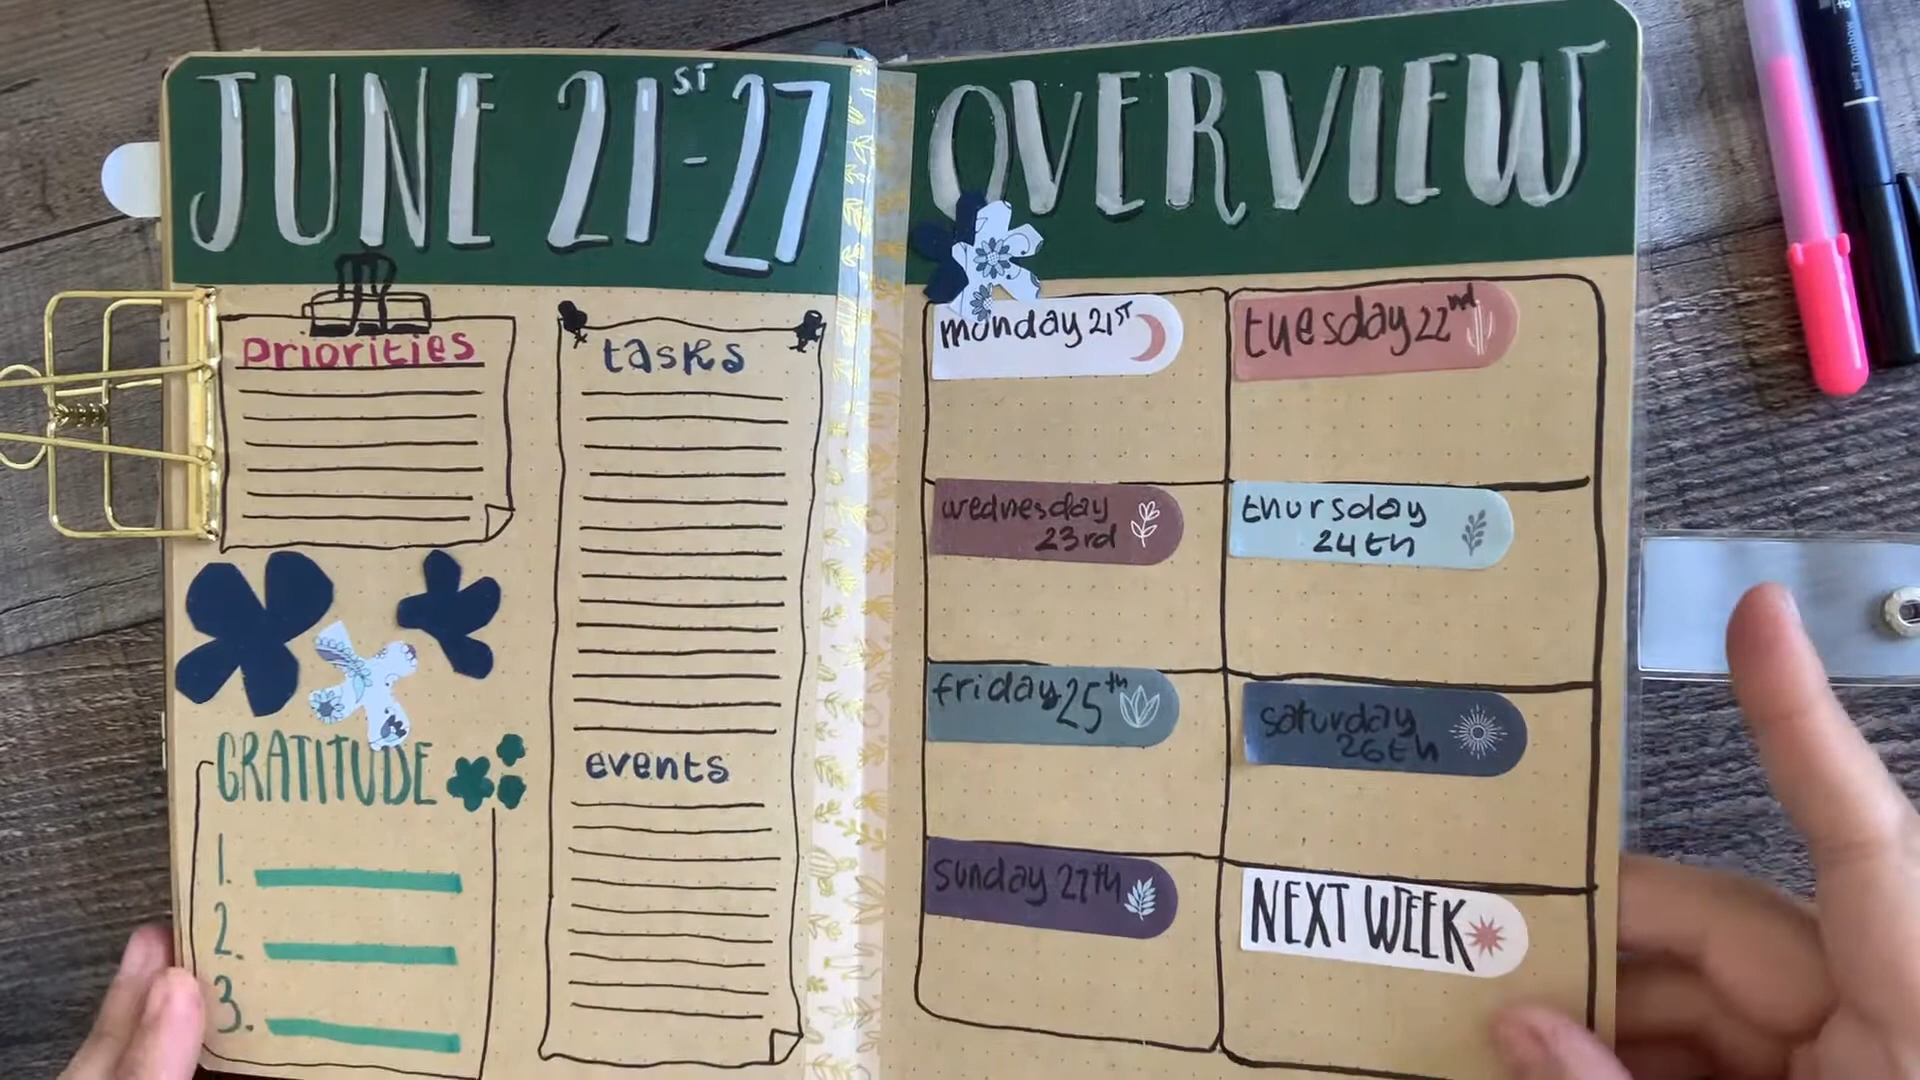 JUNE 21ST-27
OVERVIEW
priorities
tasks
events
GRATITUDE
1.
2.
3.
monday 21ST
tuesday 22nd
wednesday
23rd
thursday
24th
friday 25th
saturday
26th
sunday 27th
NEXT WEEK
Tombow